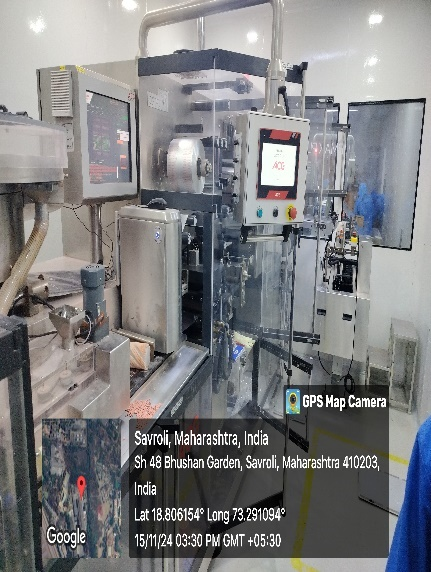 ACG
GPS Map Camera
Savroli, Maharashtra, India
Sh 48 Bhushan Garden, Savroli, Maharashtra 410203,
India
Lat 18.806154° Long 73.291094°
15/11/24 03:30 PM GMT +05:30
Google